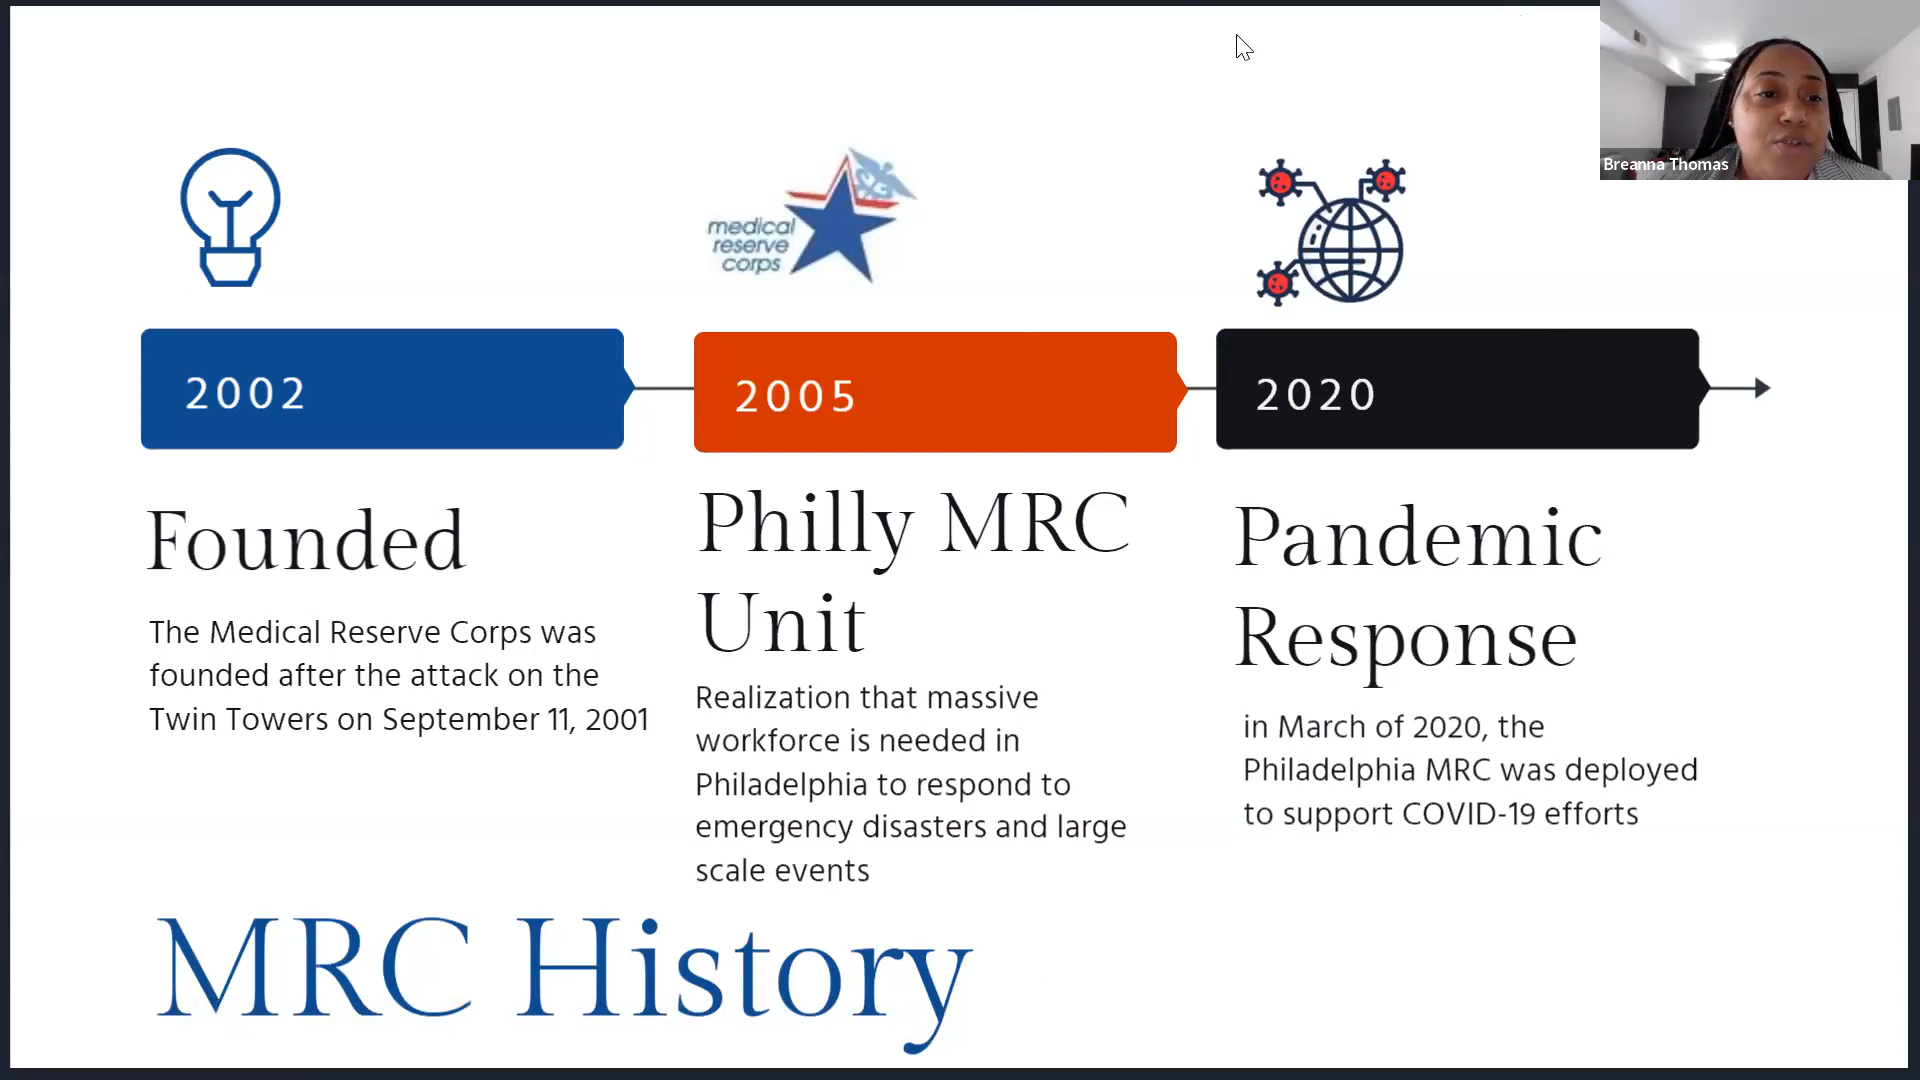 Breanna Thomas
medical
reserve
corps
2002
2005
2020
Founded
The Medical Reserve Corps was
founded after the attack on the
Twin Towers on September 11, 2001
Philly MRC
Unit
Realization that massive
workforce is needed in
Philadelphia to respond to
emergency disasters and large
scale events
Pandemic
Response
in March of 2020, the
Philadelphia MRC was deployed
to support COVID-19 efforts
MRC History